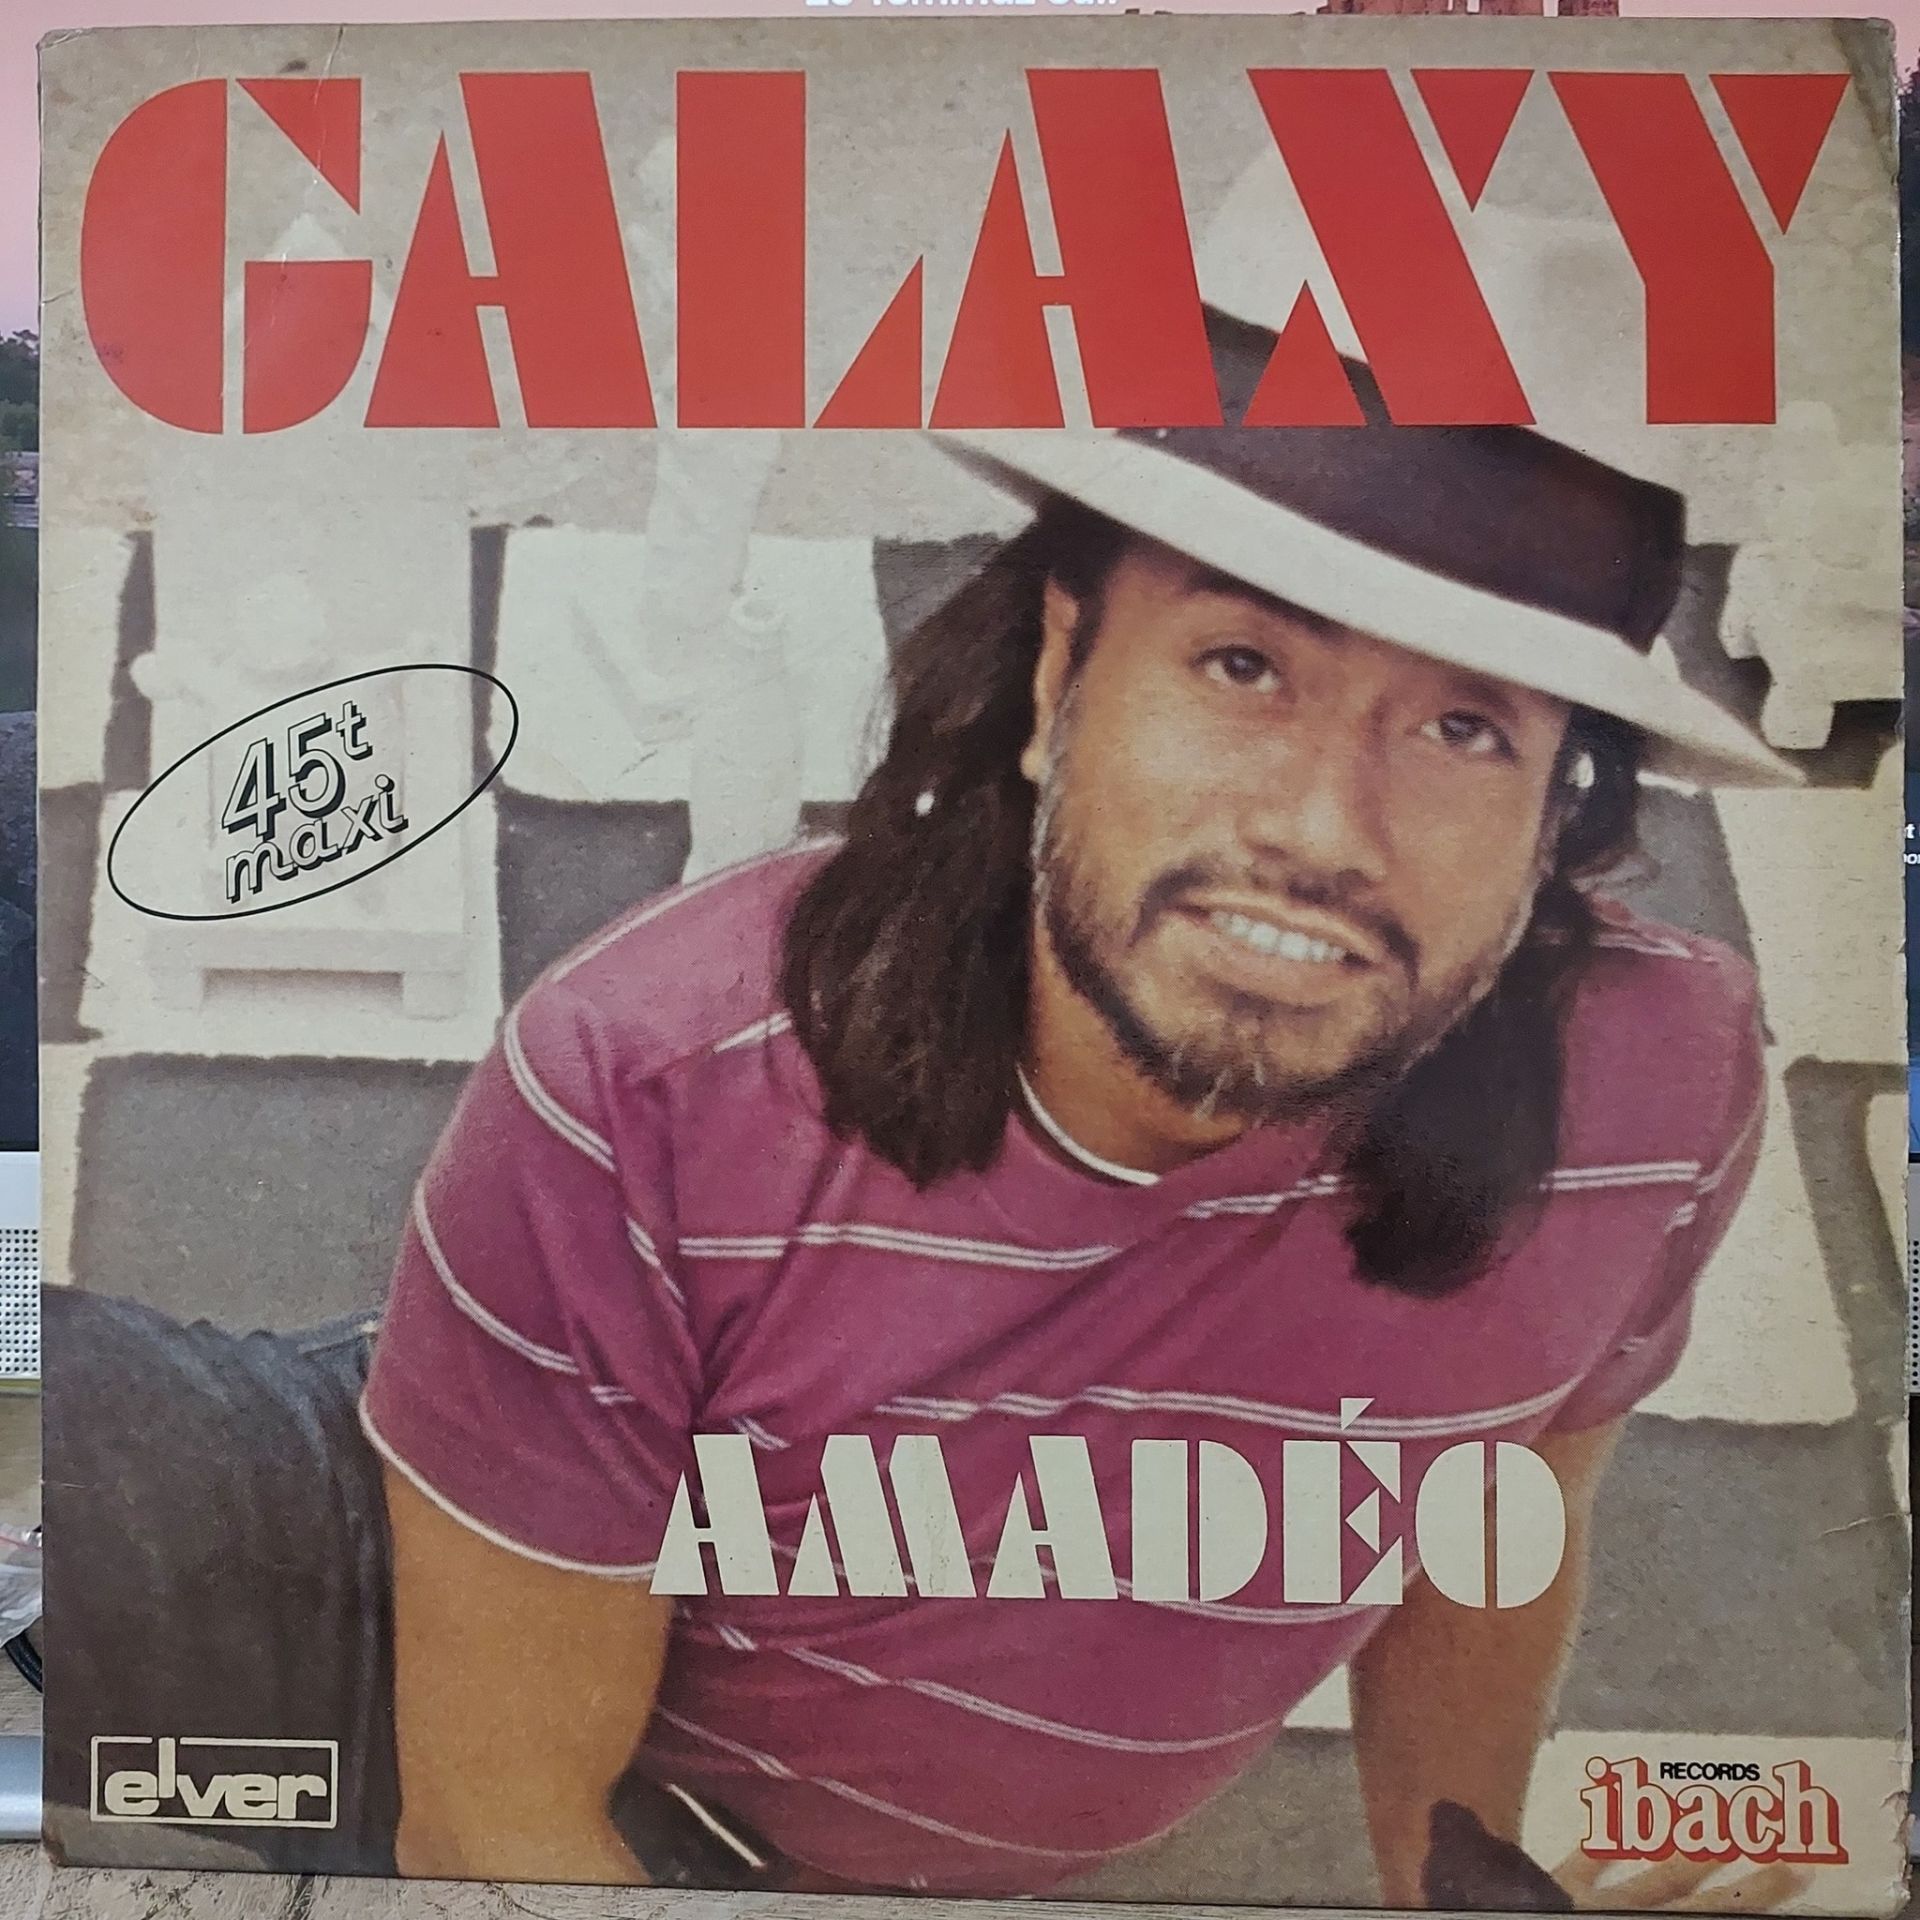 GALAXY
45t
maxi
AMADÉO
elver
RECORDS
ibach